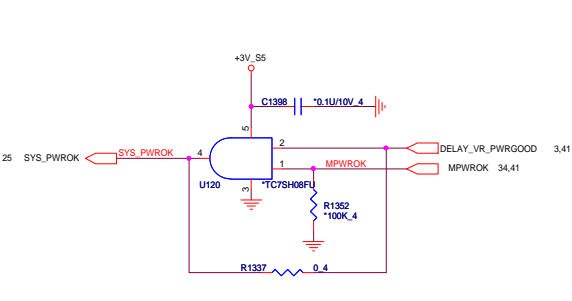 +3V_S5
C1398 *0.1U/10V_4
5
2 DELAY_VR_PWRGOOD 3,41
25 SYS_PWROK SYS_PWROK 4
1 MPWROK MPWROK 34,41
U120 3 *TC7SH08FU
R1352
*100K_4
R1337 0_4